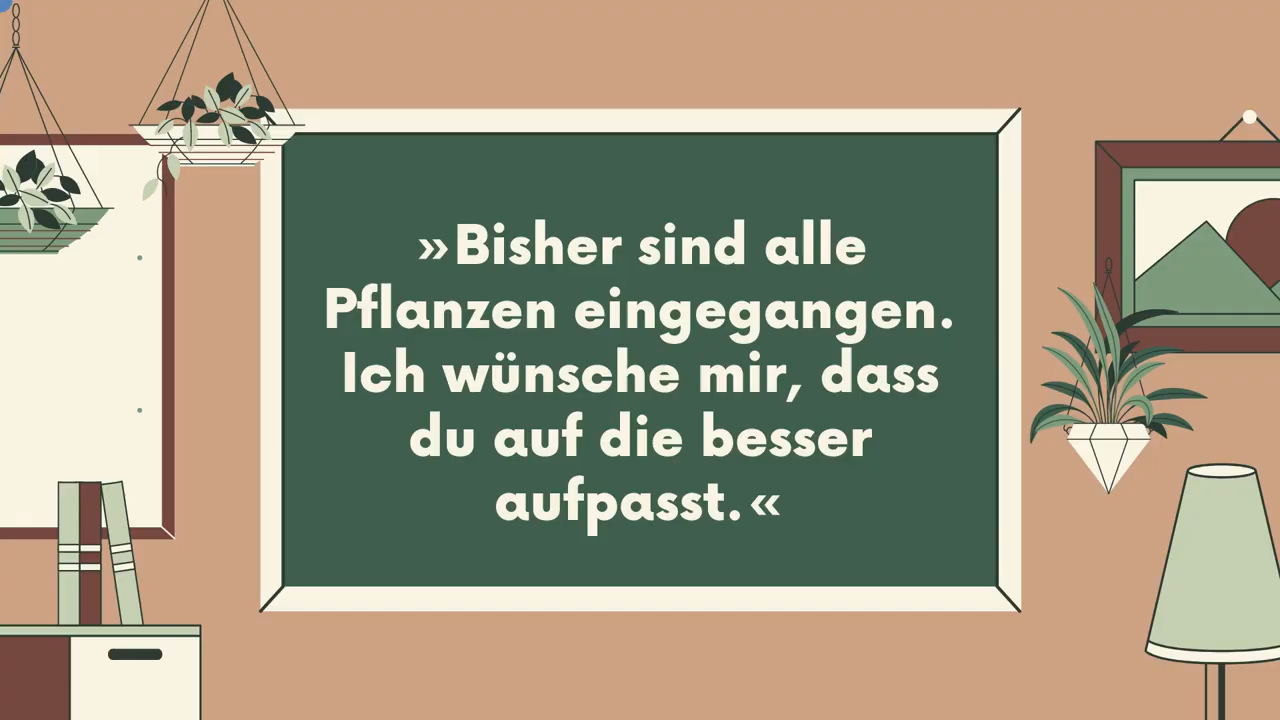 »Bisher sind alle
Pflanzen eingegangen.
Ich wünsche mir, dass
du auf die besser
aufpasst.«